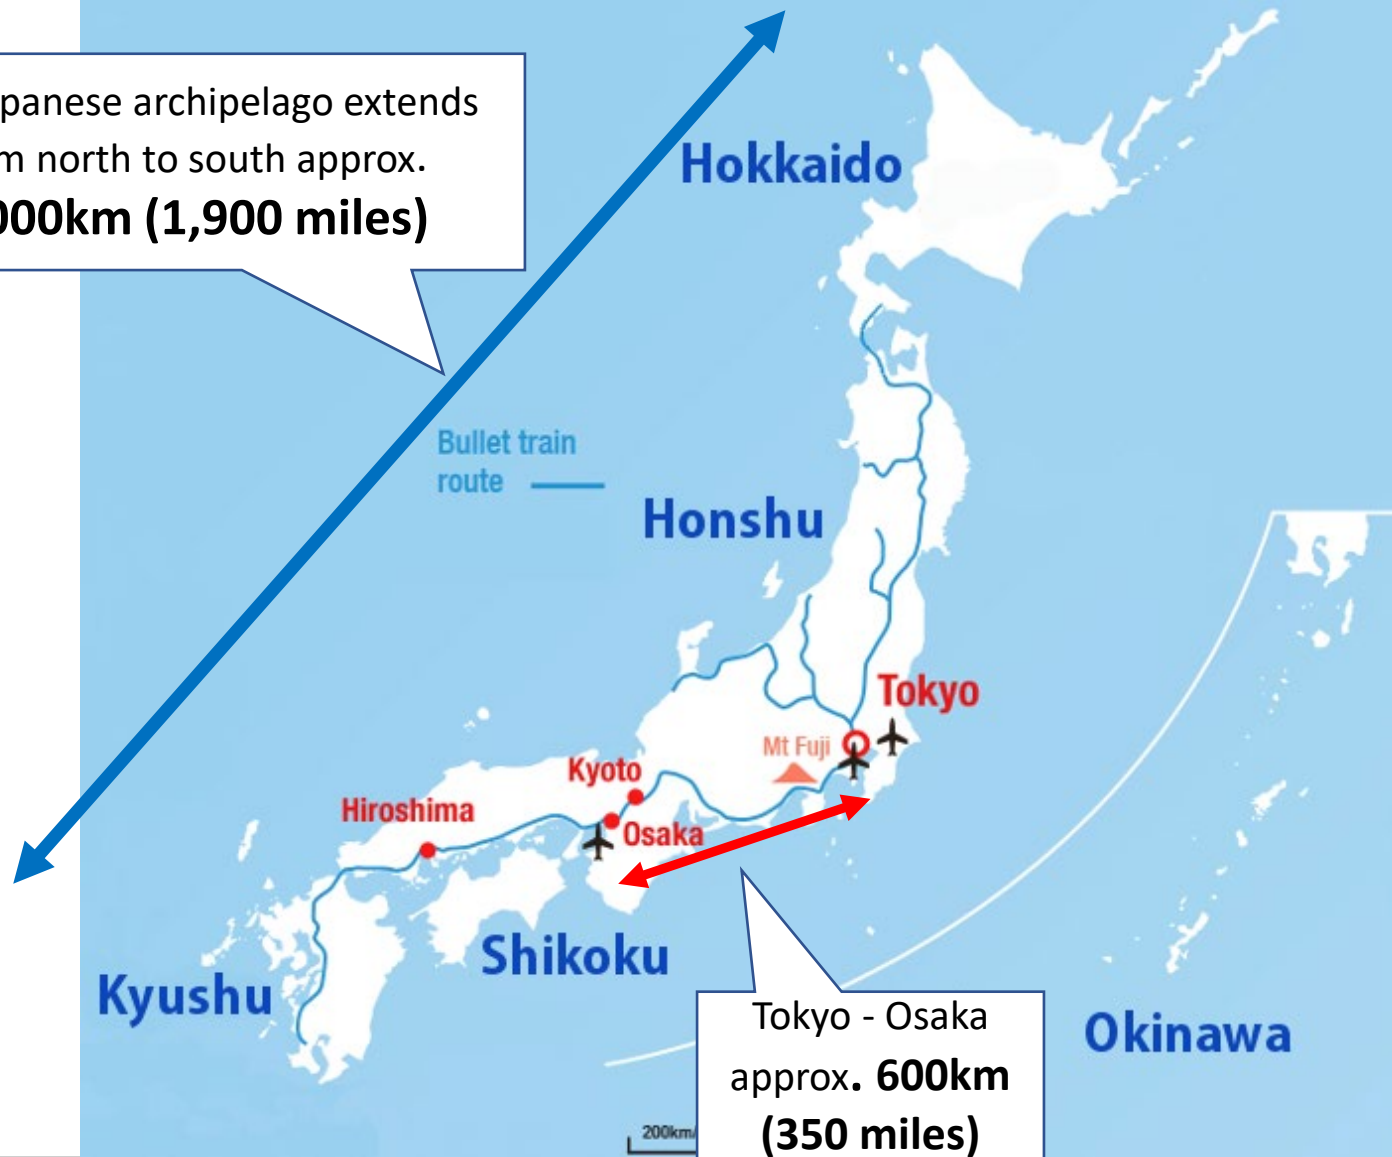 panese archipelago extends
m north to south approx.
000km (1,900 miles)
Hokkaido
Bullet train
route
Honshu
Tokyo
Mt Fuji
Kyoto
Hiroshima
Osaka
Shikoku
Kyushu
Okinawa
Tokyo - Osaka
approx. 600km
(350 miles)
200km/